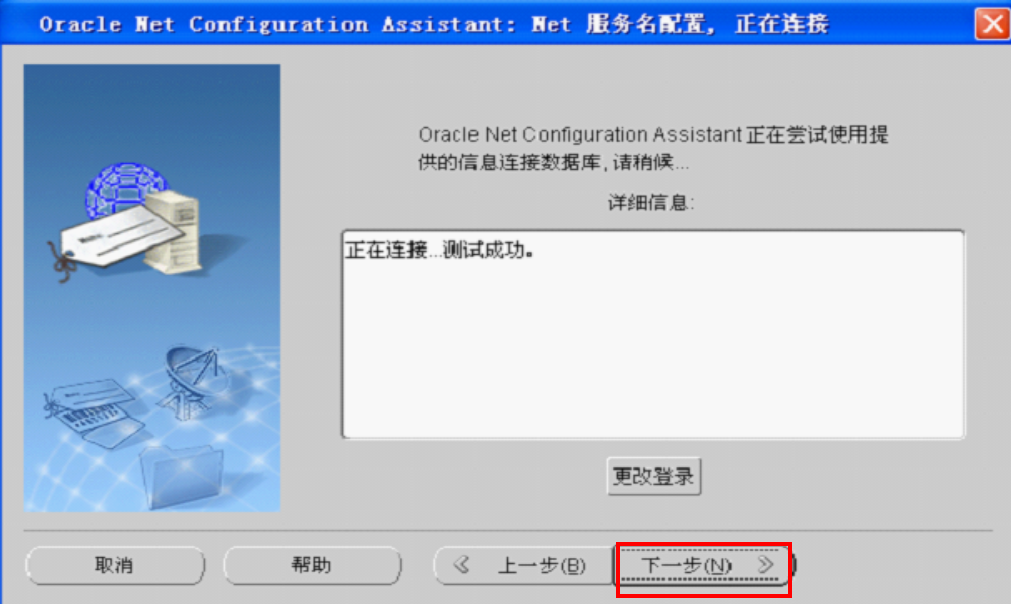 Oracle Net Configuration Assistant: Net 服务名配置, 正在连接
Oracle Net Configuration Assistant 正在尝试使用提
供的信息连接数据库, 请稍候...
详细信息:
正在连接...测试成功。
更改登录
取消
帮助
上一步(B)
下一步(N)